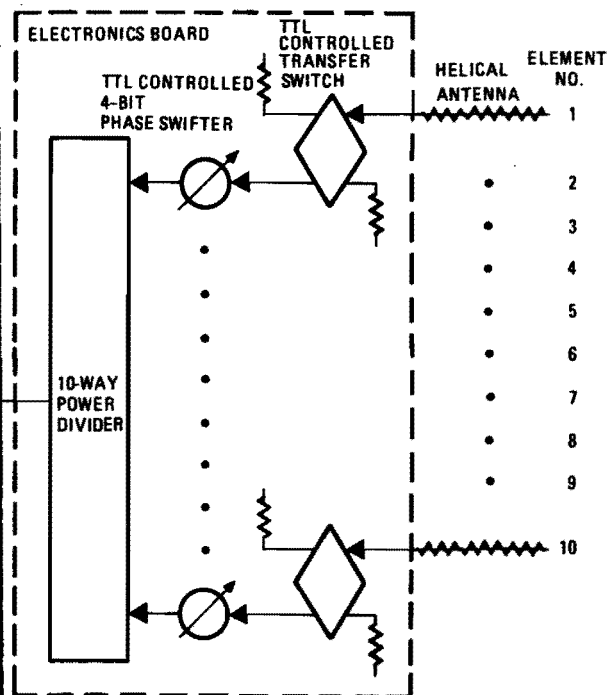 ELECTRONICS BOARD
TTL
CONTROLLED
TRANSFER
SWITCH
TTL CONTROLLED
4-BIT
PHASE SWIFTER
HELICAL
ANTENNA
ELEMENT
NO.
1
2
3
4
5
6
7
8
9
10
10-WAY
POWER
DIVIDER